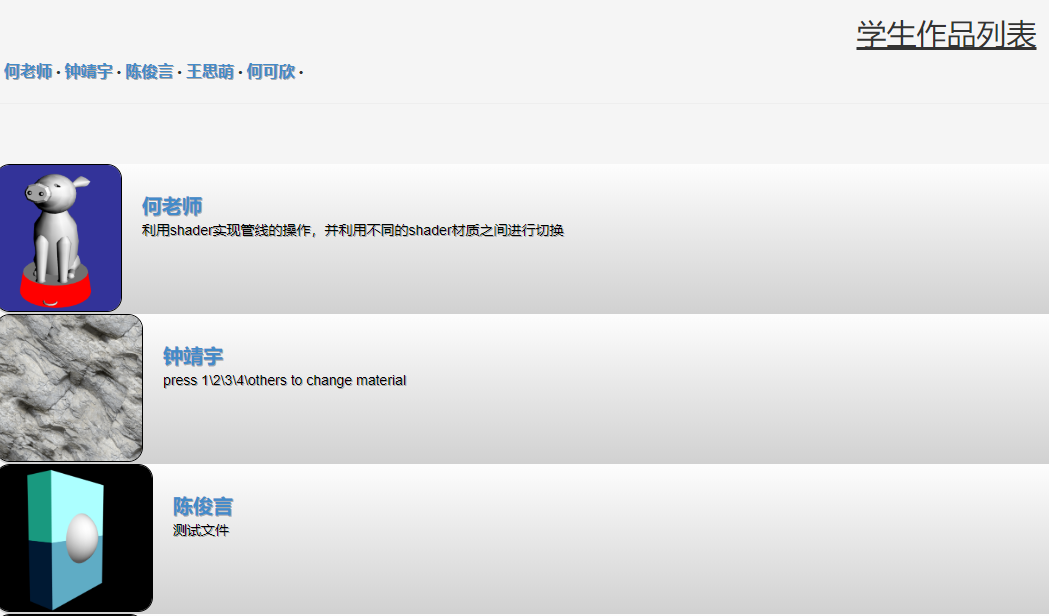 学生作品列表
何老师 · 钟靖宇 · 陈俊言 · 王思萌 · 何可欣 ·
何老师
利用shader实现管线的操作，并利用不同的shader材质之间进行切换
钟靖宇
press 1\2\3\4\others to change material
陈俊言
测试文件